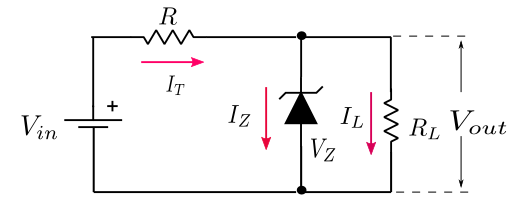 R
I_T
+
V_in
I_Z
V_Z
I_L
R_L
V_out